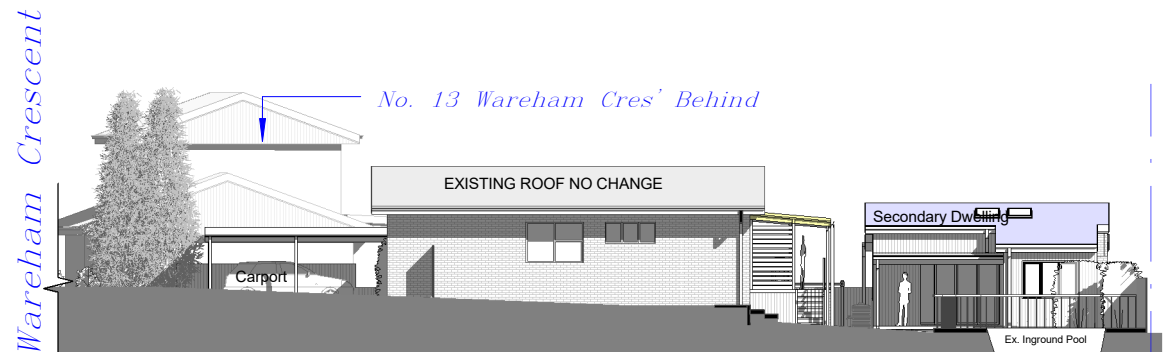 Wareham Crescent
No. 13 Wareham Cres' Behind
EXISTING ROOF NO CHANGE
Secondary Dwelling
Carport
Ex. Inground Pool